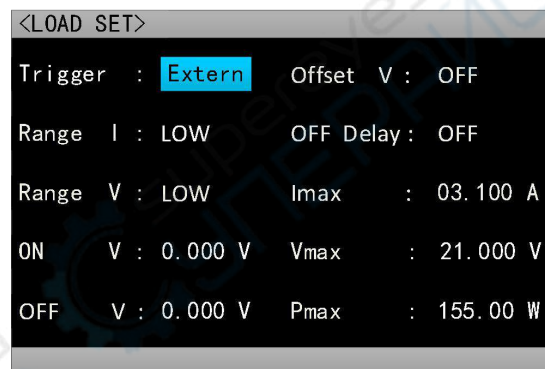 <LOAD SET>
Trigger : Extern Offset V : OFF
Range I : LOW OFF Delay : OFF
Range V : LOW Imax : 03.100 A
ON V : 0.000 V Vmax : 21.000 V
OFF V : 0.000 V Pmax : 155.00 W